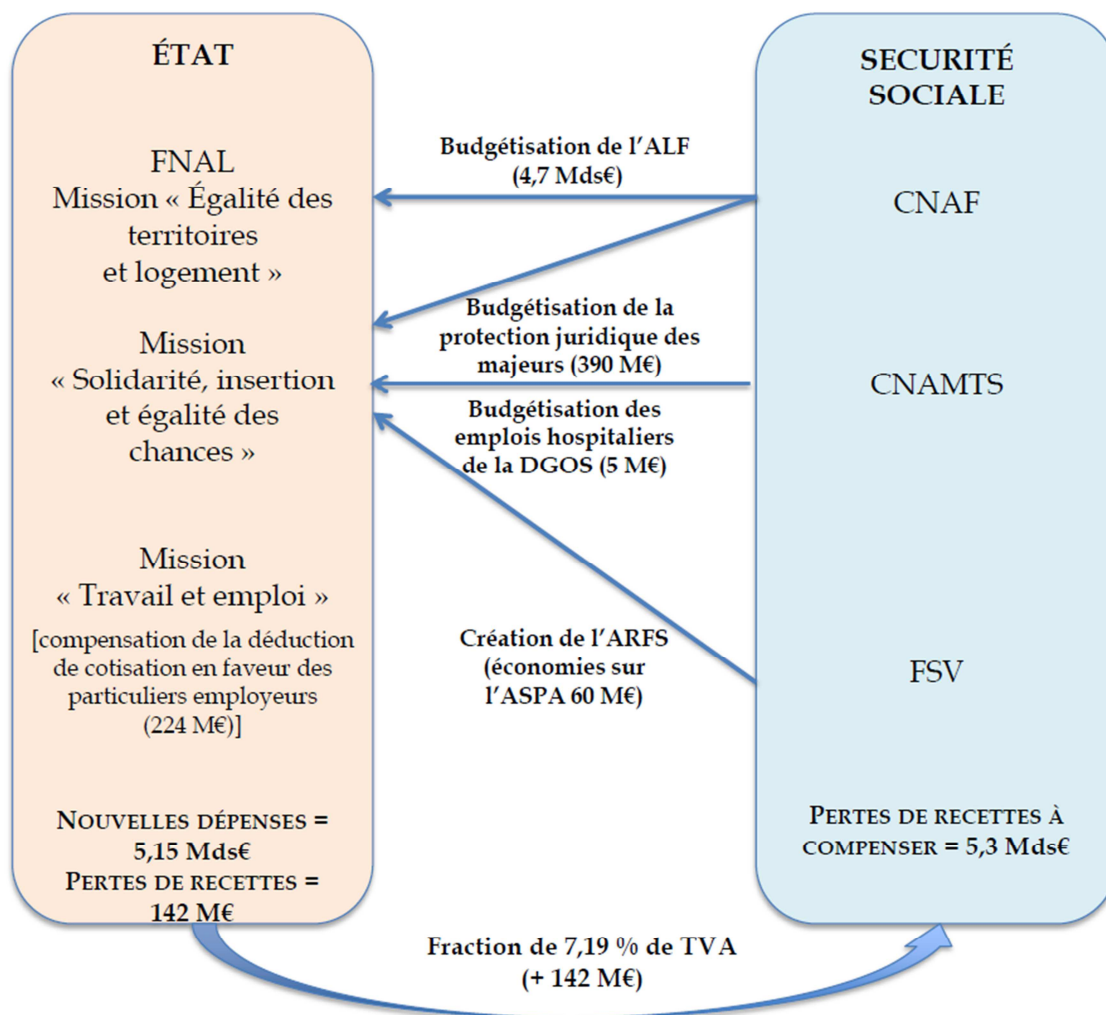 ÉTAT
FNAL
Mission « Égalité des
territoires
et logement »
Mission
« Solidarité, insertion
et égalité des
chances »
Mission
« Travail et emploi »
[compensation de la déduction
de cotisation en faveur des
particuliers employeurs
(224 M€)]
NOUVELLES DÉPENSES =
5,15 Mds€
PERTES DE RECETTES =
142 M€
Budgétisation de l’ALF
(4,7 Mds€)
Budgétisation de la
protection juridique des
majeurs (390 M€)
Budgétisation des
emplois hospitaliers
de la DGOS (5 M€)
Création de l’ARFS
(économies sur
l’ASPA 60 M€)
SECURITÉ
SOCIALE
CNAF
CNAMTS
FSV
PERTES DE RECETTES À
COMPENSER = 5,3 Mds€
Fraction de 7,19 % de TVA
(+ 142 M€)